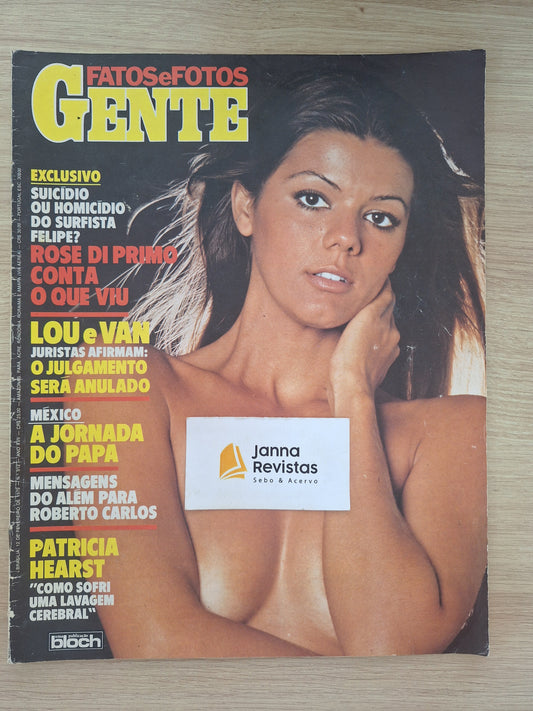 FATOSeFOTOS
GENTE
EXCLUSIVO
SUICÍDIO
OU HOMICÍDIO
DO SURFISTA
FELIPE?
ROSE DI PRIMO
CONTA
O QUE VIU
LOU e VAN
JURISTAS AFIRMAM:
O JULGAMENTO
SERÁ ANULADO
MÉXICO
A JORNADA
DO PAPA
MENSAGENS
DO ALÉM PARA
ROBERTO CARLOS
PATRICIA
HEARST
"COMO SOFRI
UMA LAVAGEM
CEREBRAL"
bloch
Janna
Revistas
Sebo & Acervo